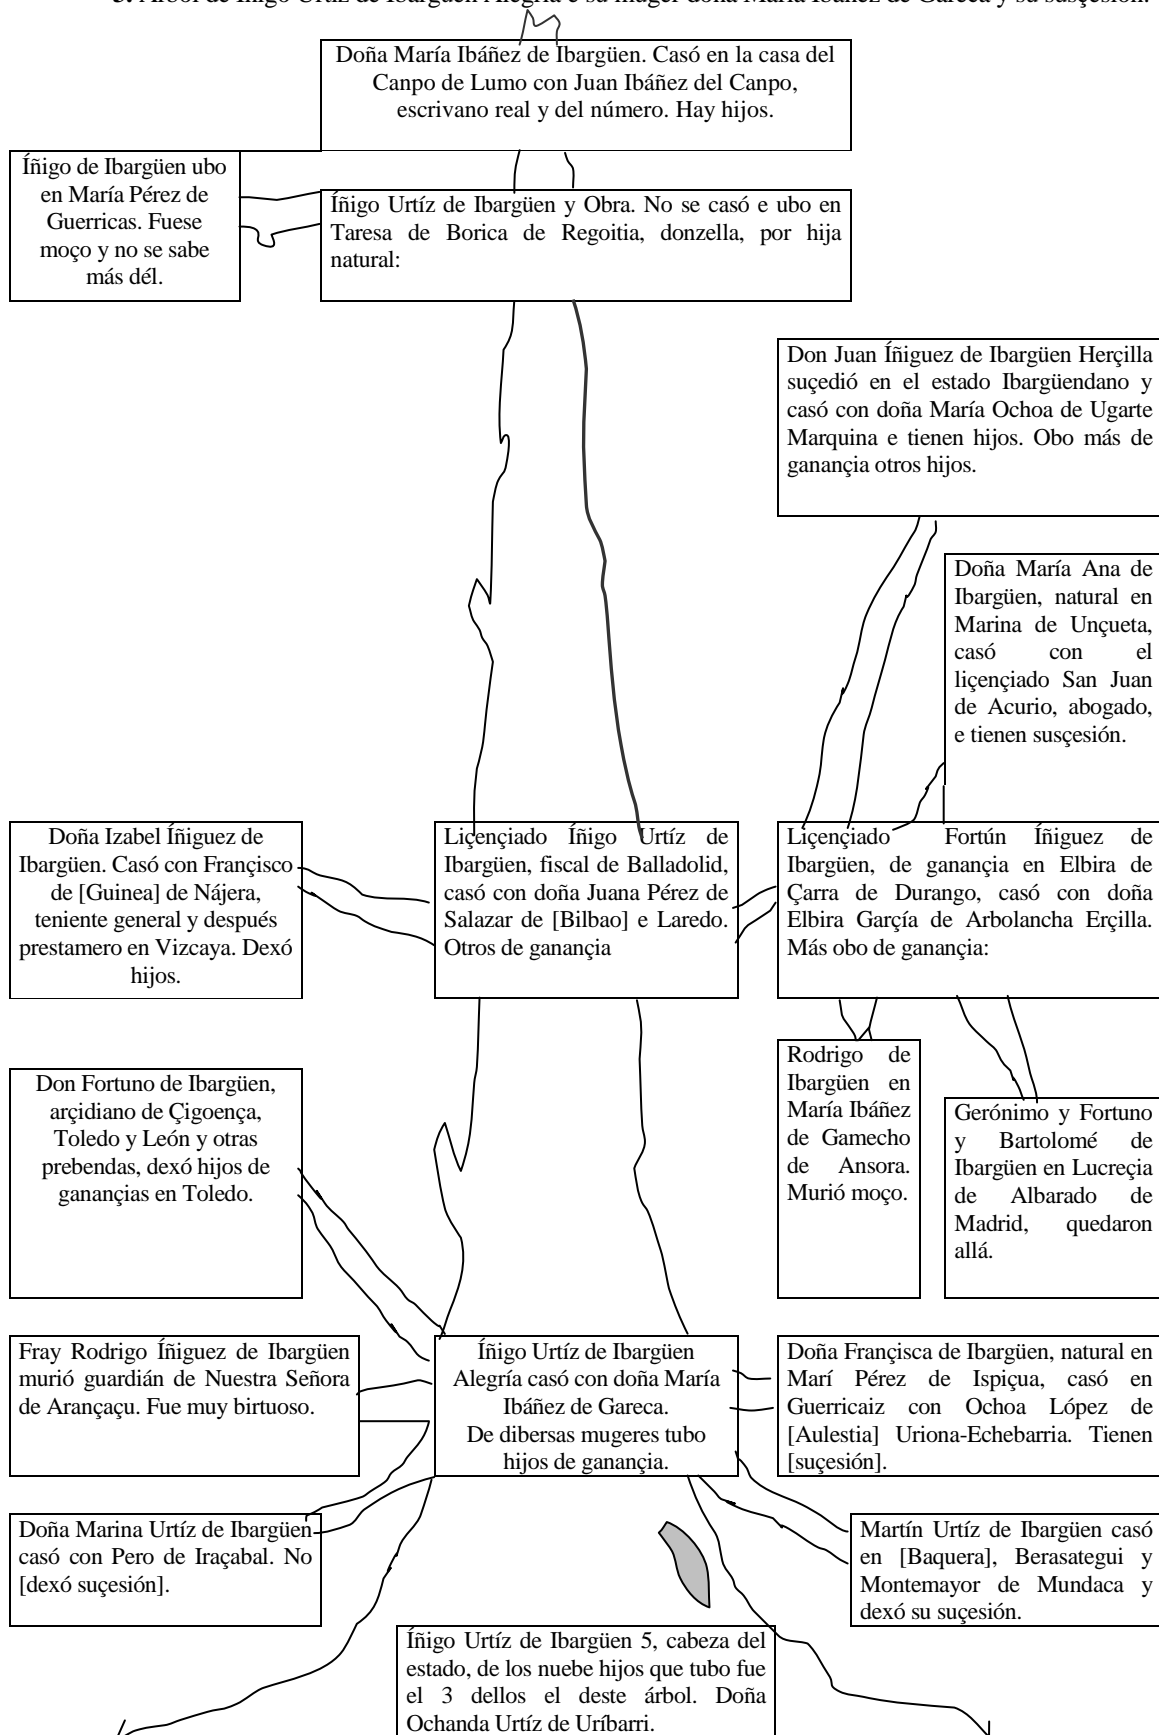 3. Árbol de Íñigo Urtíz de Ibargüen Alegría e su muger doña María Ibáñez de Gareca y su susçesión.
Doña María Ibáñez de Ibargüen. Casó en la casa del
Canpo de Lumo con Juan Ibáñez del Canpo,
escrivano real y del número. Hay hijos.
Íñigo de Ibargüen ubo
en María Pérez de
Guerricas. Fuese
moço y no se sabe
más dél.
Íñigo Urtíz de Ibargüen y Obra. No se casó e ubo en
Taresa de Borica de Regoitia, donzella, por hija
natural:
Don Juan Íñiguez de Ibargüen Herçilla
suçedió en el estado Ibargüendano y
casó con doña María Ochoa de Ugarte
Marquina e tienen hijos. Obo más de
ganançia otros hijos.
Doña María Ana de
Ibargüen, natural en
Marina de Unçueta,
casó con el
liçençiado San Juan
de Acurio, abogado,
e tienen susçesión.
Doña Izabel Íñiguez de
Ibargüen. Casó con Françisco
de [Guinea] de Nájera,
teniente general y después
prestamero en Vizcaya. Dexó
hijos.
Liçençiado Íñigo Urtíz de
Ibargüen, fiscal de Balladolid,
casó con doña Juana Pérez de
Salazar de [Bilbao] e Laredo.
Otros de ganançia
Liçençiado Fortún Íñiguez de
Ibargüen, de ganançia en Elbira de
Çarra de Durango, casó con doña
Elbira Garçía de Arbolancha Erçilla.
Más obo de ganançia:
Rodrigo de
Ibargüen en
María Ibáñez
de Gamecho
de Ansora.
Murió moço.
Gerónimo y Fortuno
y Bartolomé de
Ibargüen en Lucreçia
de Albarado de
Madrid, quedaron
allá.
Don Fortuno de Ibargüen,
arçidiano de Çigoença,
Toledo y León y otras
prebendas, dexó hijos de
ganançias en Toledo.
Fray Rodrigo Íñiguez de Ibargüen
murió guardián de Nuestra Señora
de Arançaçu. Fue muy birtuoso.
Íñigo Urtíz de Ibargüen
Alegría casó con doña María
Ibáñez de Gareca.
De dibersas mugeres tubo
hijos de ganançia.
Doña Françisca de Ibargüen, natural en
Marí Pérez de Ispiçua, casó en
Guerricaiz con Ochoa López de
[Aulestia] Uriona-Echebarria. Tienen
[suçesión].
Doña Marina Urtíz de Ibargüen
casó con Pero de Iraçabal. No
[dexó suçesión].
Martín Urtíz de Ibargüen casó
en [Baquera], Berasategui y
Montemayor de Mundaca y
dexó su suçesión.
Íñigo Urtíz de Ibargüen 5, cabeza del
estado, de los nuebe hijos que tubo fue
el 3 dellos el deste árbol. Doña
Ochanda Urtíz de Uríbarri.